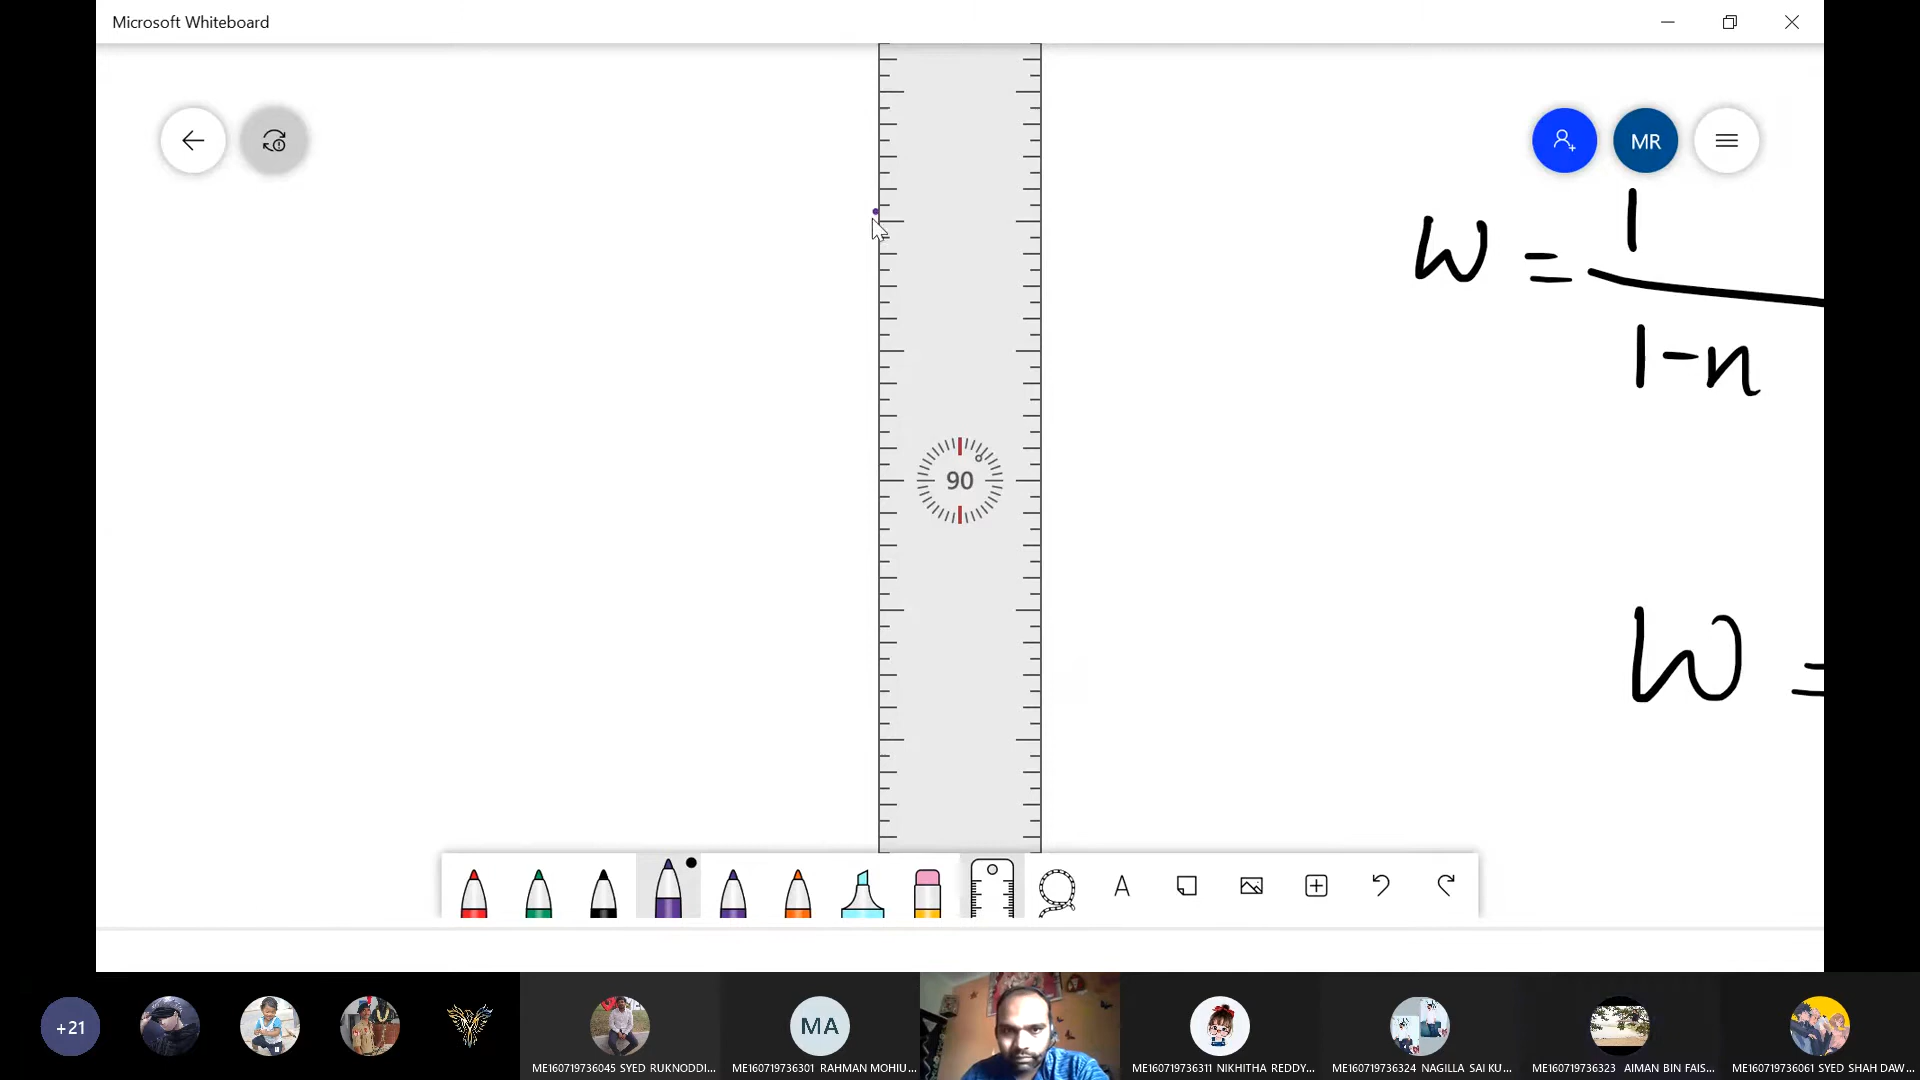 Microsoft Whiteboard
MR
W = 1
1-n
90
W =
A
+21
MA
ME160719736045 SYED RUKNODDI...
ME160719736301 RAHMAN MOHIU...
ME160719736311 NIKHITHA REDDY...
ME160719736324 NAGILLA SAI KU...
ME160719736323 AIMAN BIN FAIS...
ME160719736061 SYED SHAH DAW...